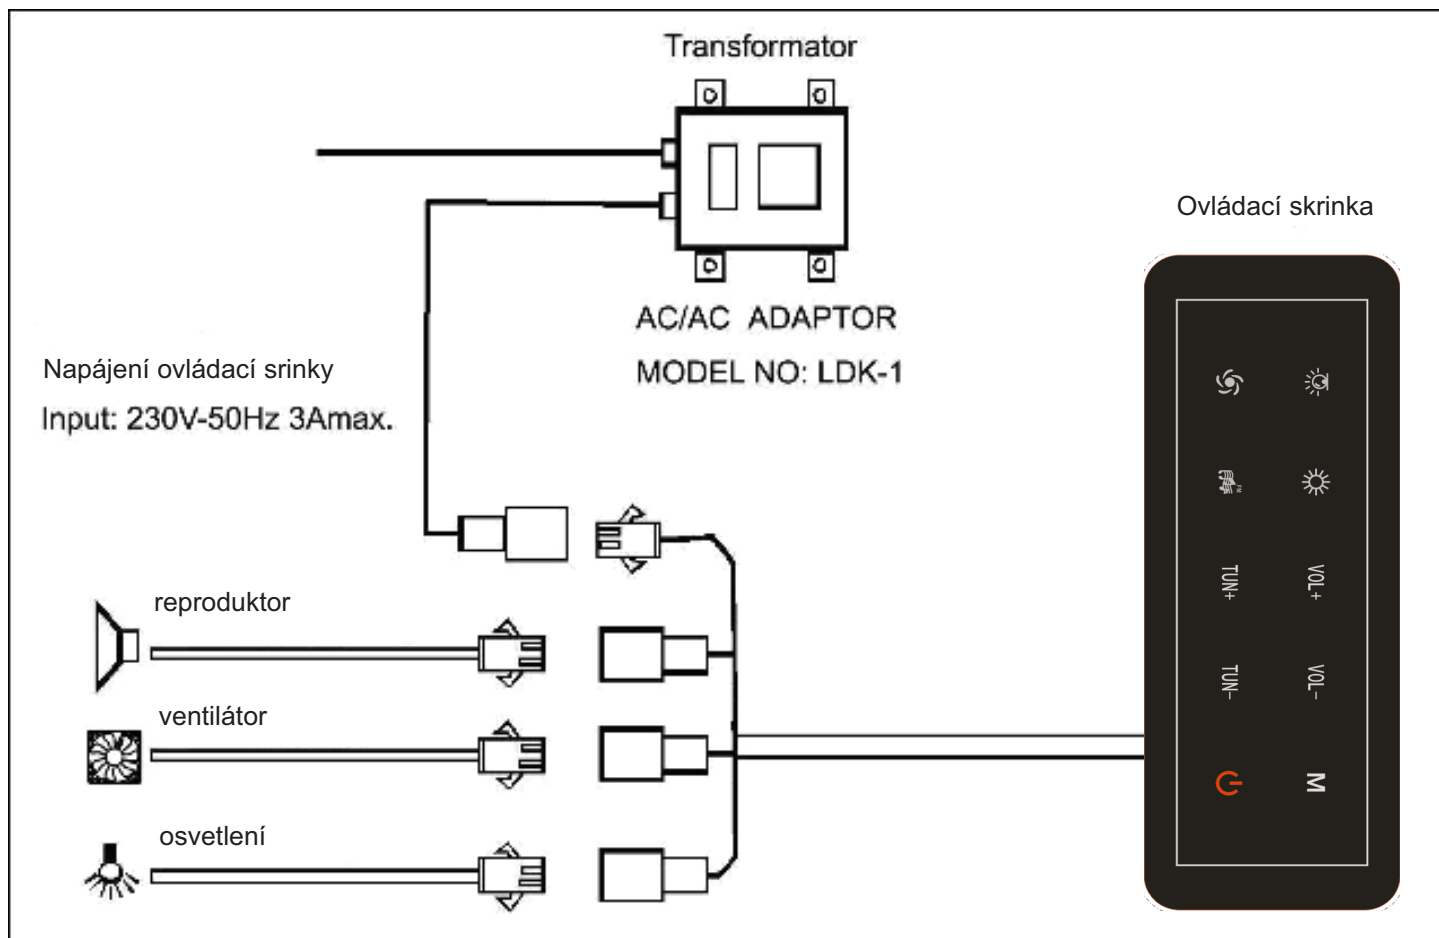 Transformator
Ovládací skrinka
AC/AC ADAPTOR
MODEL NO: LDK-1
Napájení ovládací srinky
Input: 230V-50Hz 3Amax.
reproduktor
ventilátor
osvetlení
FM
TUN+
VOL+
TUN-
VOL-
M